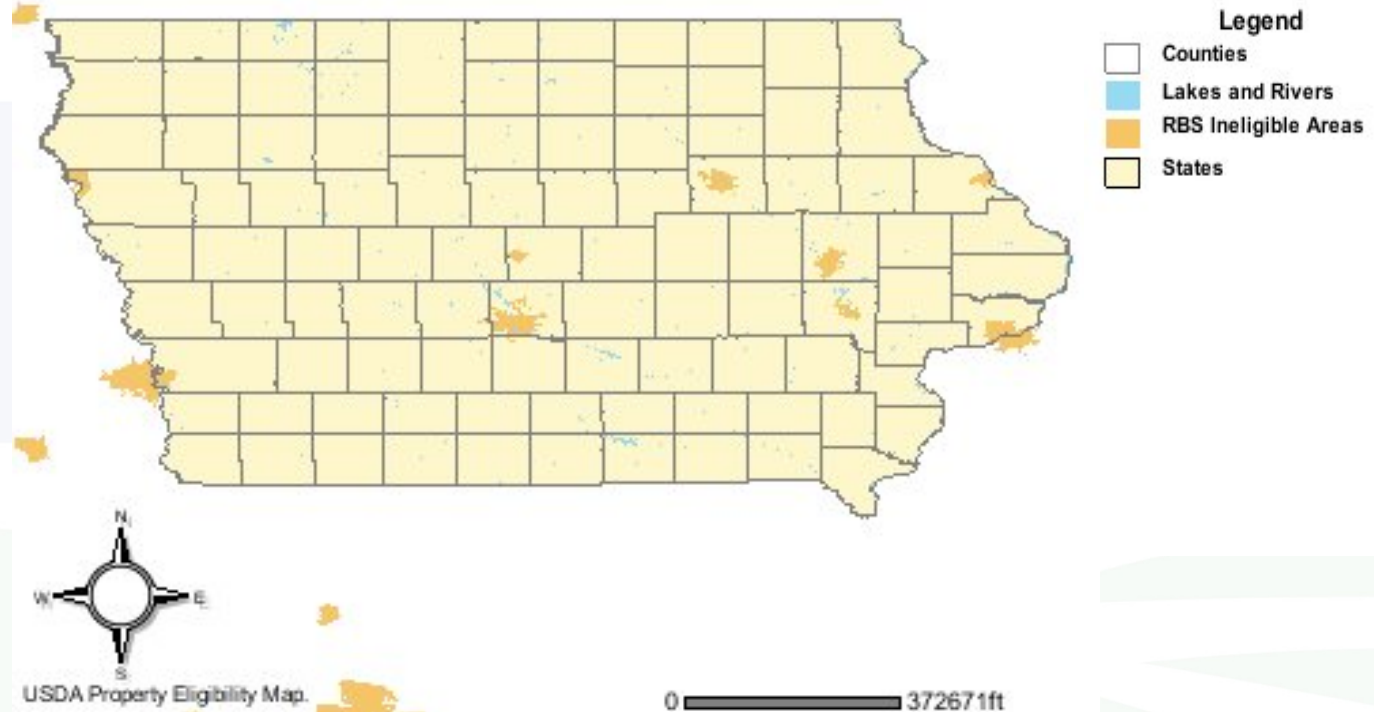 Legend
Counties
Lakes and Rivers
RBS Ineligible Areas
States
N
W
E
S
USDA Property Eligibility Map.
0 372671ft